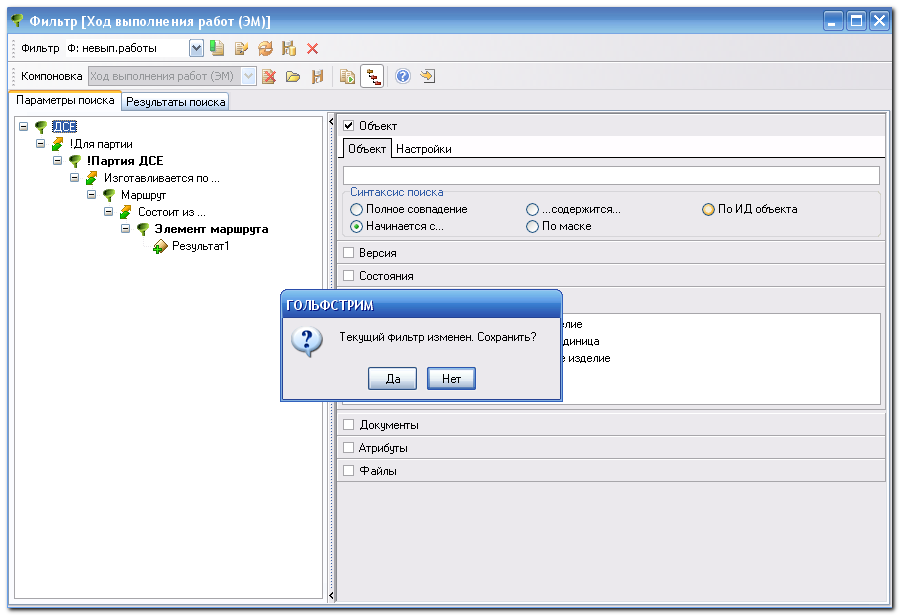 Фильтр [Ход выполнения работ (ЭМ)]
Фильтр Ф: невып.работы
Компоновка Ход выполнения работ (ЭМ)
Параметры поиска Результаты поиска
ДСЕ
!Для партии
!Партия ДСЕ
Изготавливается по ...
Маршрут
Состоит из ...
Элемент маршрута
Результат1
Объект
Объект Настройки
Синтаксис поиска
Полное совпадение ...содержится... По ИД объекта
Начинается с... По маске
Версия
Состояния
ГОЛЬФСТРИМ
Текущий фильтр изменен. Сохранить?
Да Нет
елие
диница
е изделие
Документы
Атрибуты
Файлы